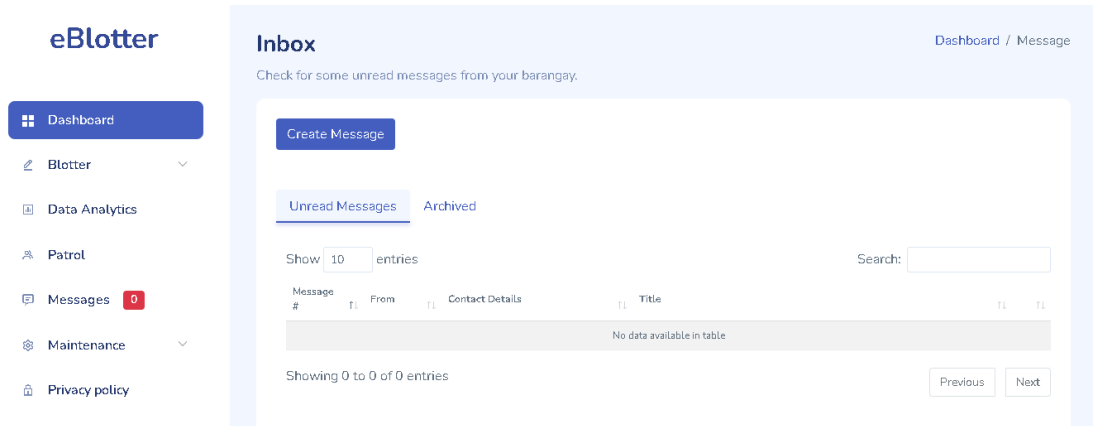 eBlotter
Dashboard
Blotter
Data Analytics
Patrol
Messages 0
Maintenance
Privacy policy
Inbox
Dashboard / Message
Check for some unread messages from your barangay.
Create Message
Unread Messages Archived
Show 10 entries Search:
Message # From Contact Details Title
No data available in table
Showing 0 to 0 of 0 entries
Previous Next